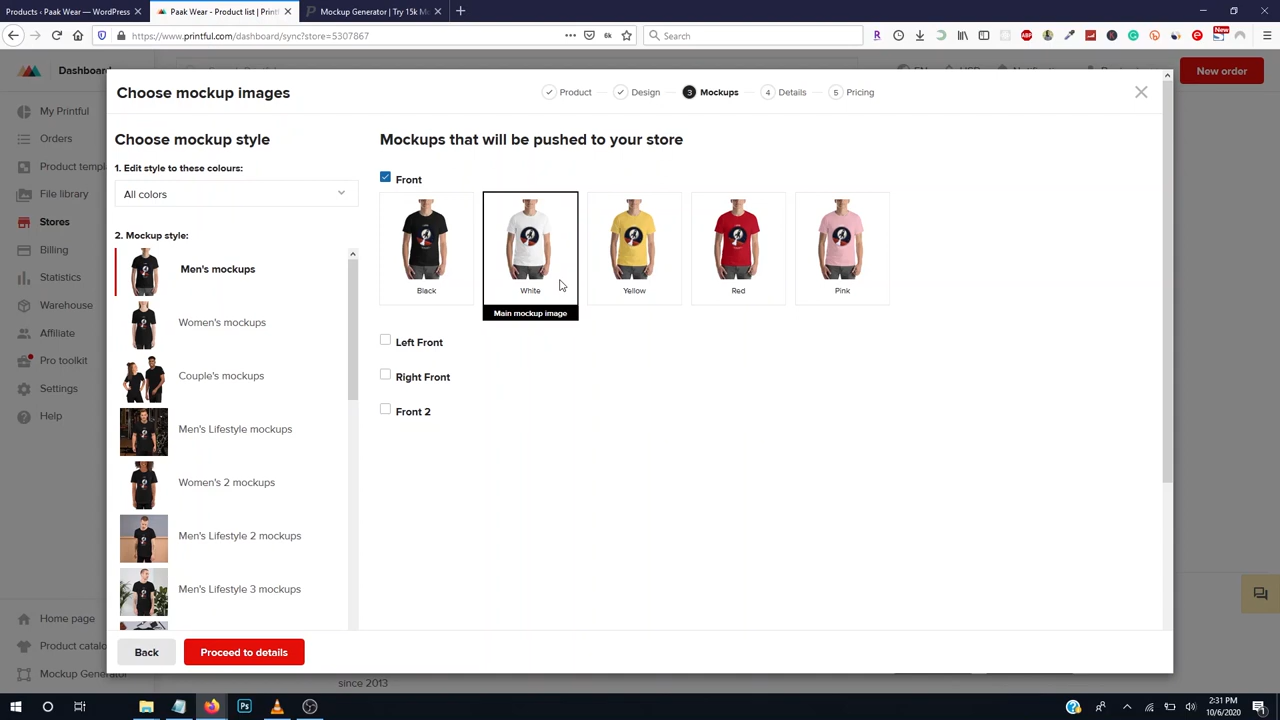 Products ‹ Paak Wear — WordPress
Paak Wear - Product list | Printf
Mockup Generator | Try 15k Mo
https://www.printful.com/dashboard/sync?store=5307867
6k
Search
New
Dashboard
New order
My Printful
Orders
Product temp
File library
Stores
Billing
Statistics
Warehouse
Affiliate
Pro toolkit
Settings
Help
Home page
Product catalo
Mockup Generator
Choose mockup images
Product
Design
3 Mockups
4 Details
5 Pricing
Choose mockup style
1. Edit style to these colours:
All colors
2. Mockup style:
Men's mockups
Women's mockups
Couple's mockups
Men's Lifestyle mockups
Women's 2 mockups
Men's Lifestyle 2 mockups
Men's Lifestyle 3 mockups
Mockups that will be pushed to your store
Front
Black
White
Yellow
Red
Pink
Main mockup image
Left Front
Right Front
Front 2
Back
Proceed to details
since 2013
2:31 PM
10/6/2020